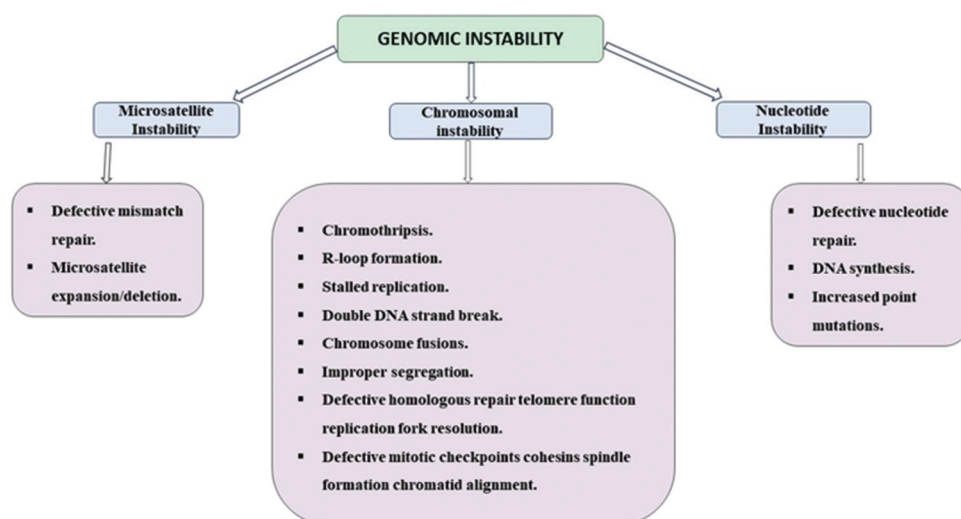 GENOMIC INSTABILITY
Microsatellite
Instability
Chromosomal
instability
Nucleotide
Instability
▪ Defective mismatch
repair.
▪ Microsatellite
expansion/deletion.
▪ Chromothripsis.
▪ R-loop formation.
▪ Stalled replication.
▪ Double DNA strand break.
▪ Chromosome fusions.
▪ Improper segregation.
▪ Defective homologous repair telomere function
replication fork resolution.
▪ Defective mitotic checkpoints cohesins spindle
formation chromatid alignment.
▪ Defective nucleotide
repair.
▪ DNA synthesis.
▪ Increased point
mutations.